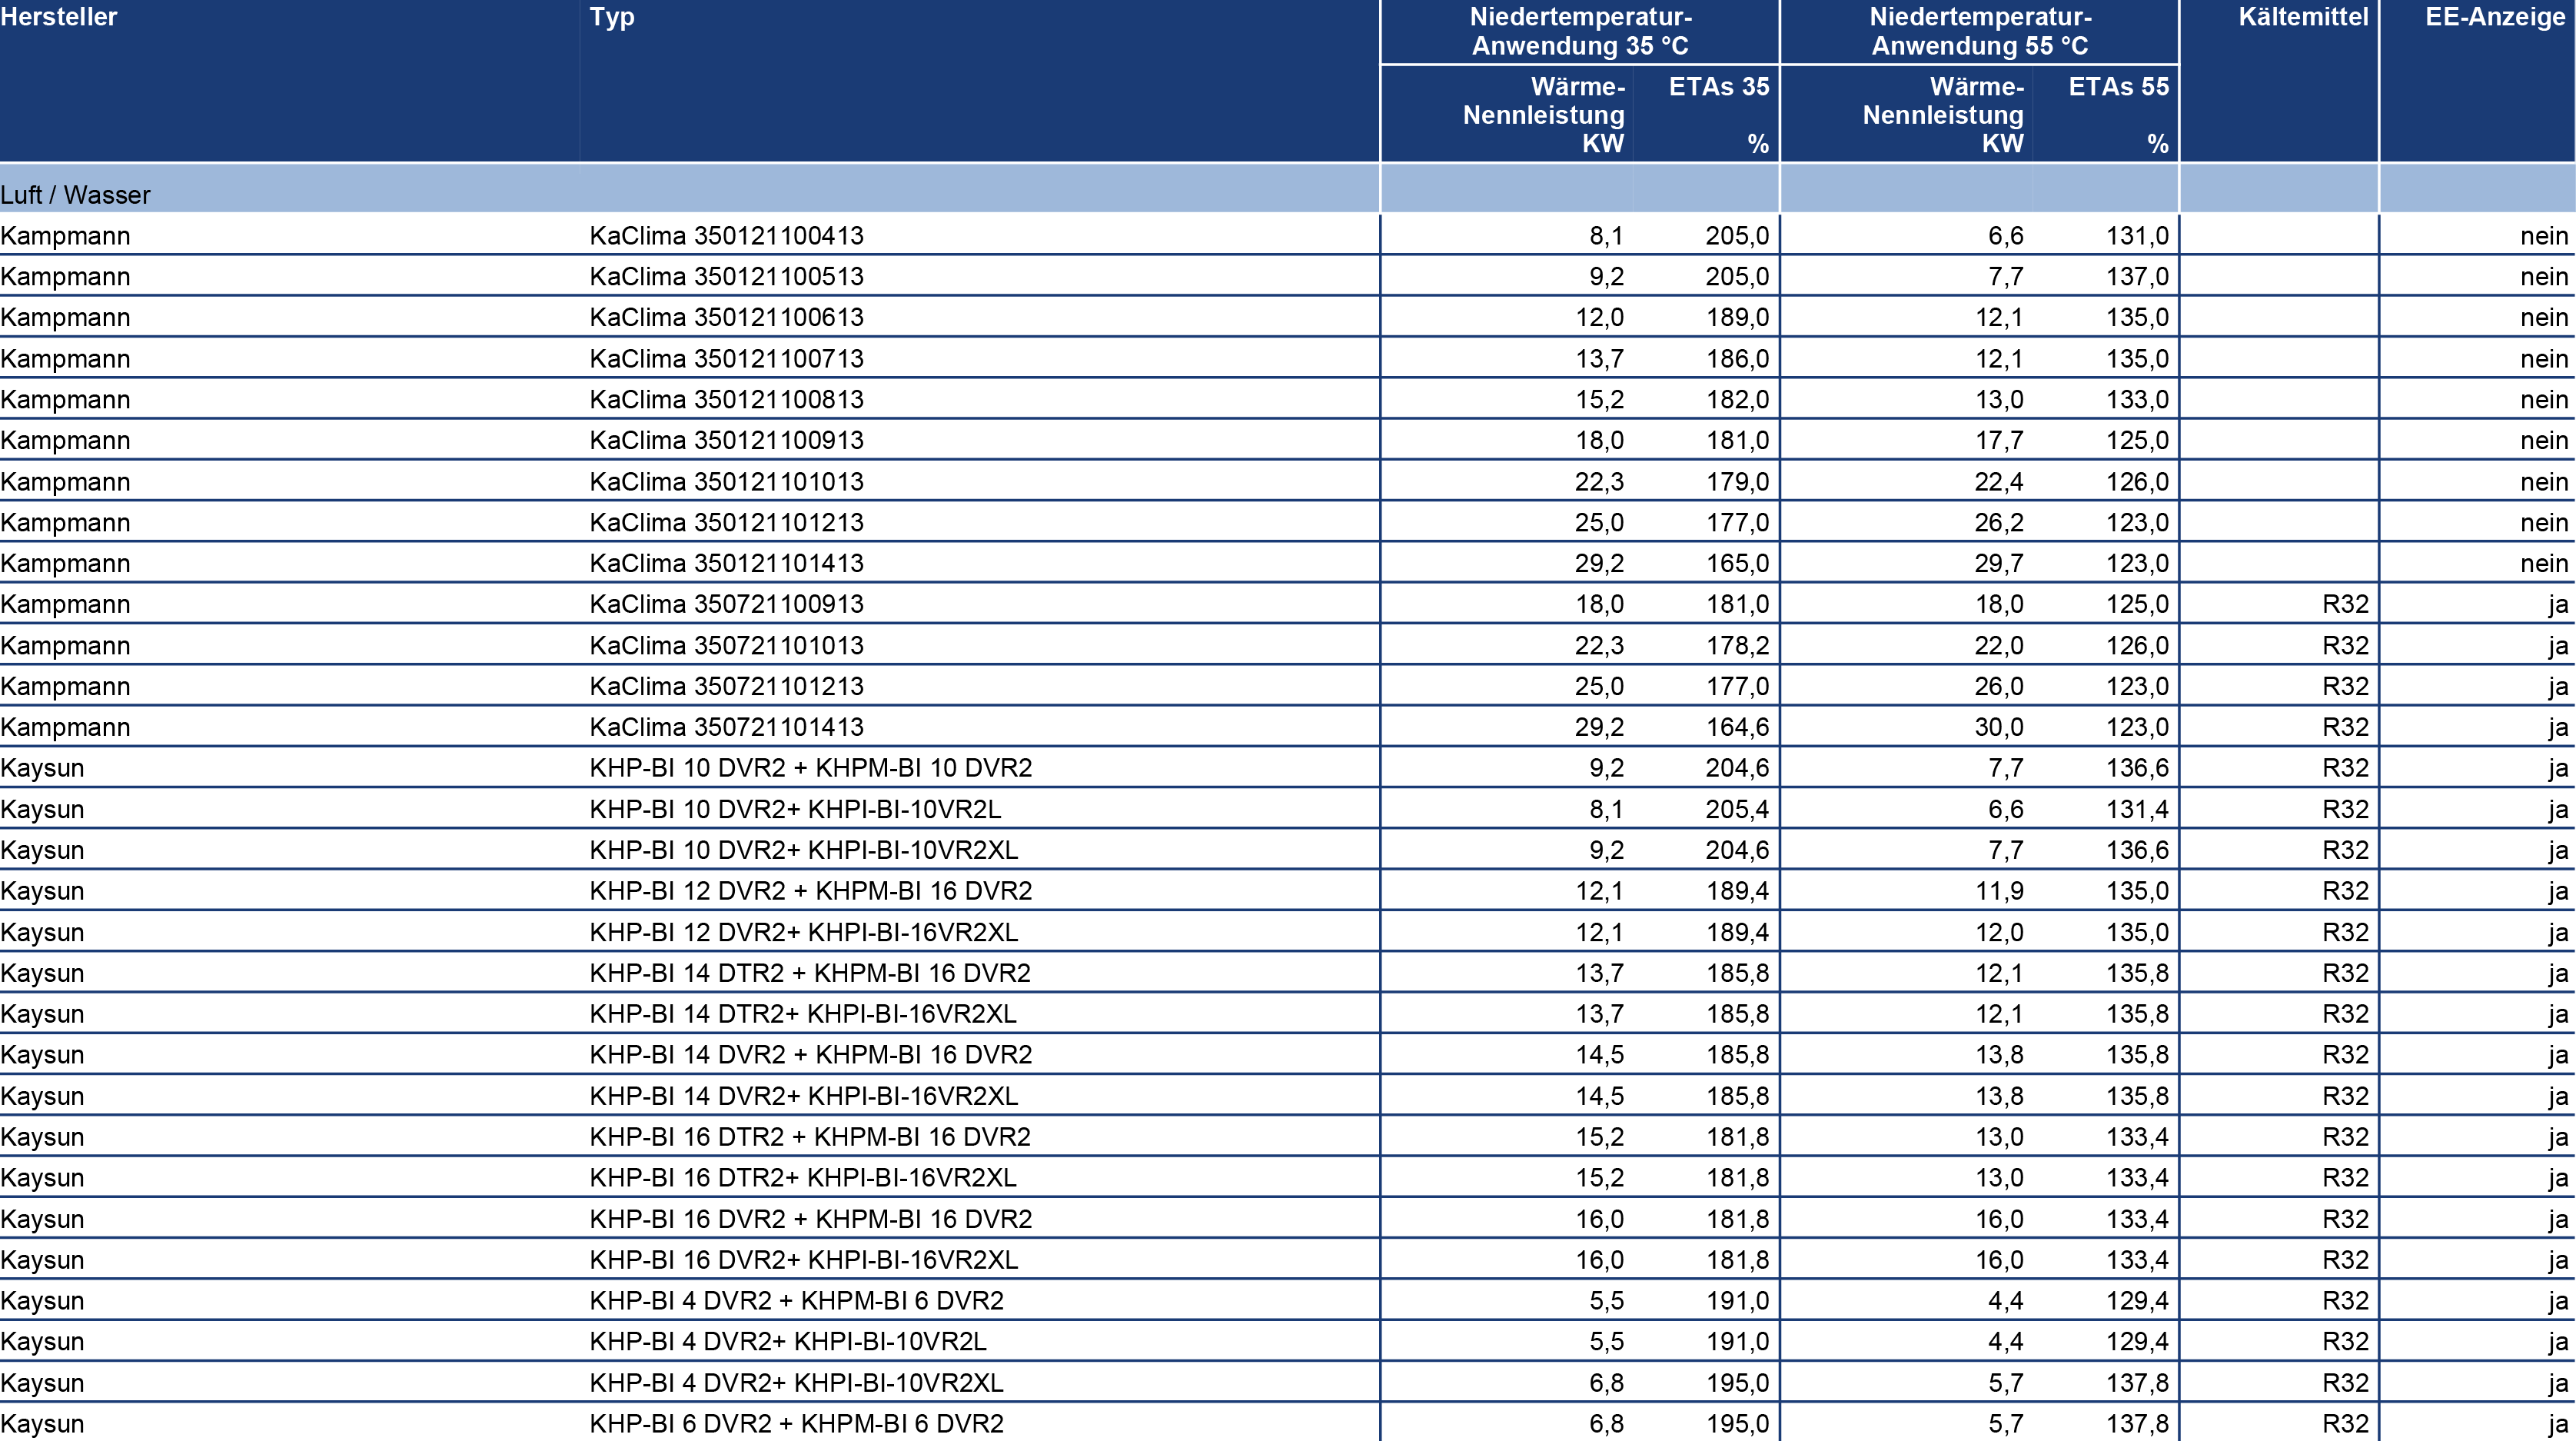 Hersteller Typ Niedertemperatur- Niedertemperatur- Kältemittel EE-Anzeige
Anwendung 35 °C Anwendung 55 °C
Wärme- ETAs 35 Wärme- ETAs 55
Nennleistung Nennleistung
KW % KW %
Luft / Wasser
Kampmann KaClima 350121100413 8,1 205,0 6,6 131,0 nein
Kampmann KaClima 350121100513 9,2 205,0 7,7 137,0 nein
Kampmann KaClima 350121100613 12,0 189,0 12,1 135,0 nein
Kampmann KaClima 350121100713 13,7 186,0 12,1 135,0 nein
Kampmann KaClima 350121100813 15,2 182,0 13,0 133,0 nein
Kampmann KaClima 350121100913 18,0 181,0 17,7 125,0 nein
Kampmann KaClima 350121101013 22,3 179,0 22,4 126,0 nein
Kampmann KaClima 350121101213 25,0 177,0 26,2 123,0 nein
Kampmann KaClima 350121101413 29,2 165,0 29,7 123,0 nein
Kampmann KaClima 350721100913 18,0 181,0 18,0 125,0 R32 ja
Kampmann KaClima 350721101013 22,3 178,2 22,0 126,0 R32 ja
Kampmann KaClima 350721101213 25,0 177,0 26,0 123,0 R32 ja
Kampmann KaClima 350721101413 29,2 164,6 30,0 123,0 R32 ja
Kaysun KHP-BI 10 DVR2 + KHPM-BI 10 DVR2 9,2 204,6 7,7 136,6 R32 ja
Kaysun KHP-BI 10 DVR2+ KHPI-BI-10VR2L 8,1 205,4 6,6 131,4 R32 ja
Kaysun KHP-BI 10 DVR2+ KHPI-BI-10VR2XL 9,2 204,6 7,7 136,6 R32 ja
Kaysun KHP-BI 12 DVR2 + KHPM-BI 16 DVR2 12,1 189,4 11,9 135,0 R32 ja
Kaysun KHP-BI 12 DVR2+ KHPI-BI-16VR2XL 12,1 189,4 12,0 135,0 R32 ja
Kaysun KHP-BI 14 DTR2 + KHPM-BI 16 DVR2 13,7 185,8 12,1 135,8 R32 ja
Kaysun KHP-BI 14 DTR2+ KHPI-BI-16VR2XL 13,7 185,8 12,1 135,8 R32 ja
Kaysun KHP-BI 14 DVR2 + KHPM-BI 16 DVR2 14,5 185,8 13,8 135,8 R32 ja
Kaysun KHP-BI 14 DVR2+ KHPI-BI-16VR2XL 14,5 185,8 13,8 135,8 R32 ja
Kaysun KHP-BI 16 DTR2 + KHPM-BI 16 DVR2 15,2 181,8 13,0 133,4 R32 ja
Kaysun KHP-BI 16 DTR2+ KHPI-BI-16VR2XL 15,2 181,8 13,0 133,4 R32 ja
Kaysun KHP-BI 16 DVR2 + KHPM-BI 16 DVR2 16,0 181,8 16,0 133,4 R32 ja
Kaysun KHP-BI 16 DVR2+ KHPI-BI-16VR2XL 16,0 181,8 16,0 133,4 R32 ja
Kaysun KHP-BI 4 DVR2 + KHPM-BI 6 DVR2 5,5 191,0 4,4 129,4 R32 ja
Kaysun KHP-BI 4 DVR2+ KHPI-BI-10VR2L 5,5 191,0 4,4 129,4 R32 ja
Kaysun KHP-BI 4 DVR2+ KHPI-BI-10VR2XL 6,8 195,0 5,7 137,8 R32 ja
Kaysun KHP-BI 6 DVR2 + KHPM-BI 6 DVR2 6,8 195,0 5,7 137,8 R32 ja